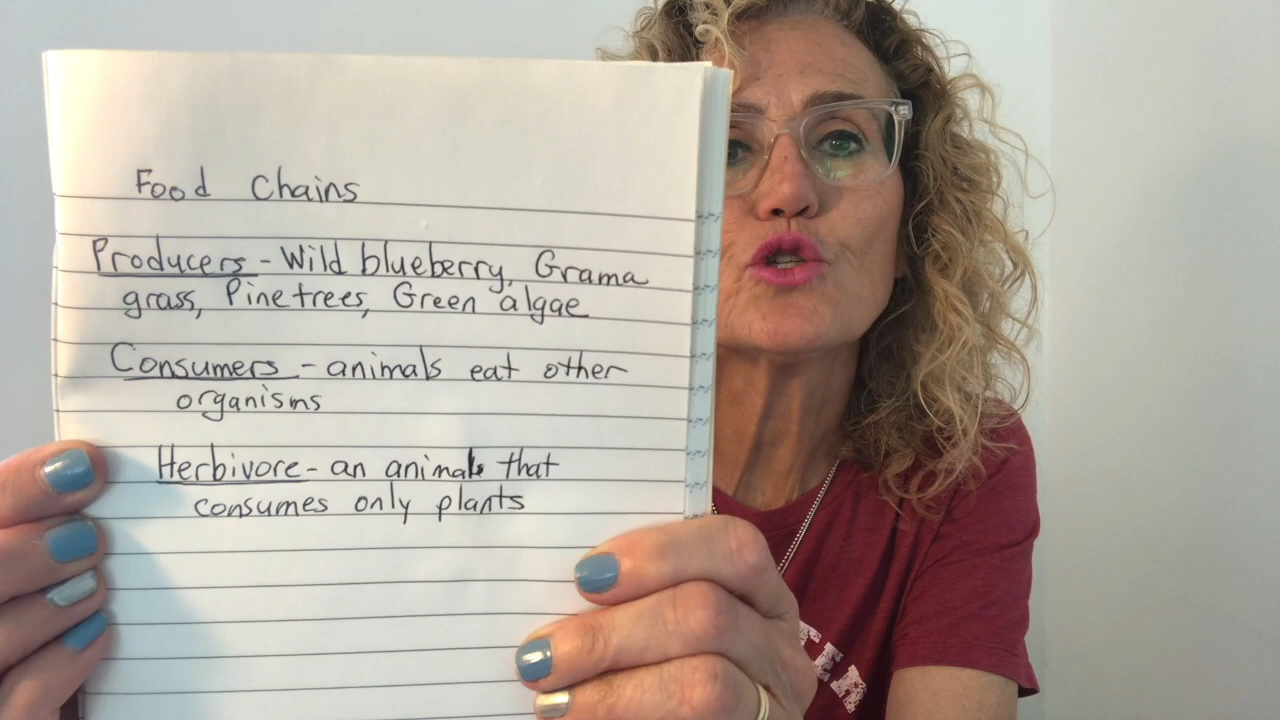 Food Chains
Producers - Wild blueberry, Grama
grass, Pine trees, Green algae
Consumers - animals eat other
organisms
Herbivore - an animal that
consumes only plants